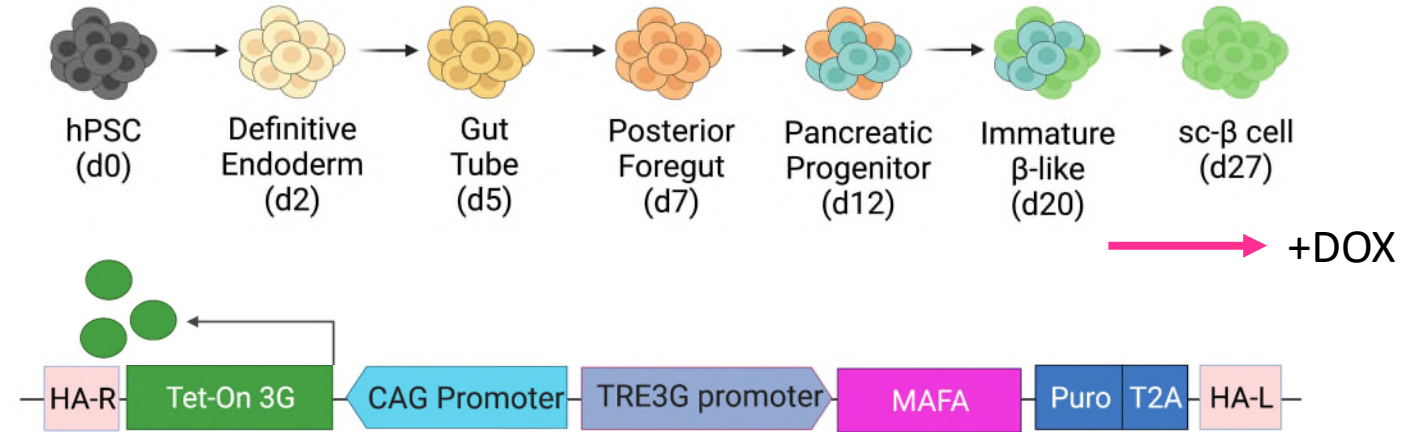 hPSC
(d0)
Definitive
Endoderm
(d2)
Gut
Tube
(d5)
Posterior
Foregut
(d7)
Pancreatic
Progenitor
(d12)
Immature
β-like
(d20)
sc-β cell
(d27)
+DOX
HA-R
Tet-On 3G
CAG Promoter
TRE3G promoter
MAFA
Puro
T2A
HA-L